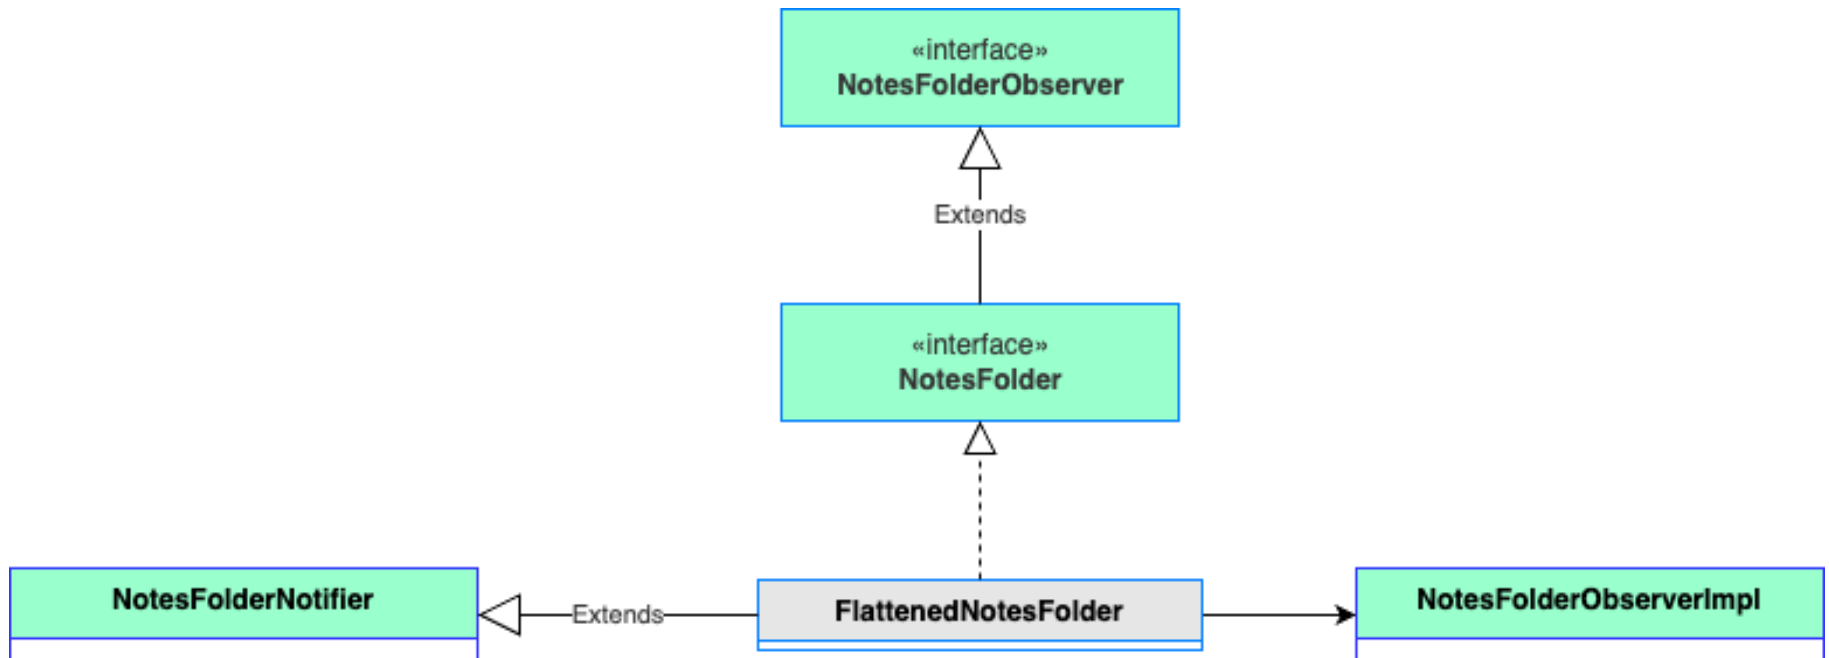 «interface»
NotesFolderObserver
Extends
«interface»
NotesFolder
NotesFolderNotifier
Extends
FlattenedNotesFolder
NotesFolderObserverImpl